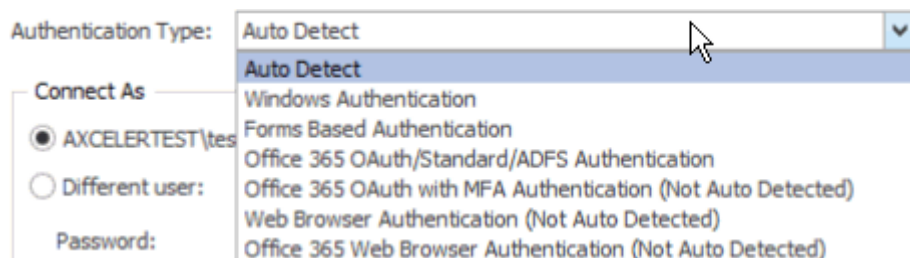 Authentication Type: Auto Detect
Auto Detect
Connect As
Windows Authentication
AXCELERTEST\tes
Forms Based Authentication
Office 365 OAuth/Standard/ADFS Authentication
Different user:
Office 365 OAuth with MFA Authentication (Not Auto Detected)
Web Browser Authentication (Not Auto Detected)
Password:
Office 365 Web Browser Authentication (Not Auto Detected)